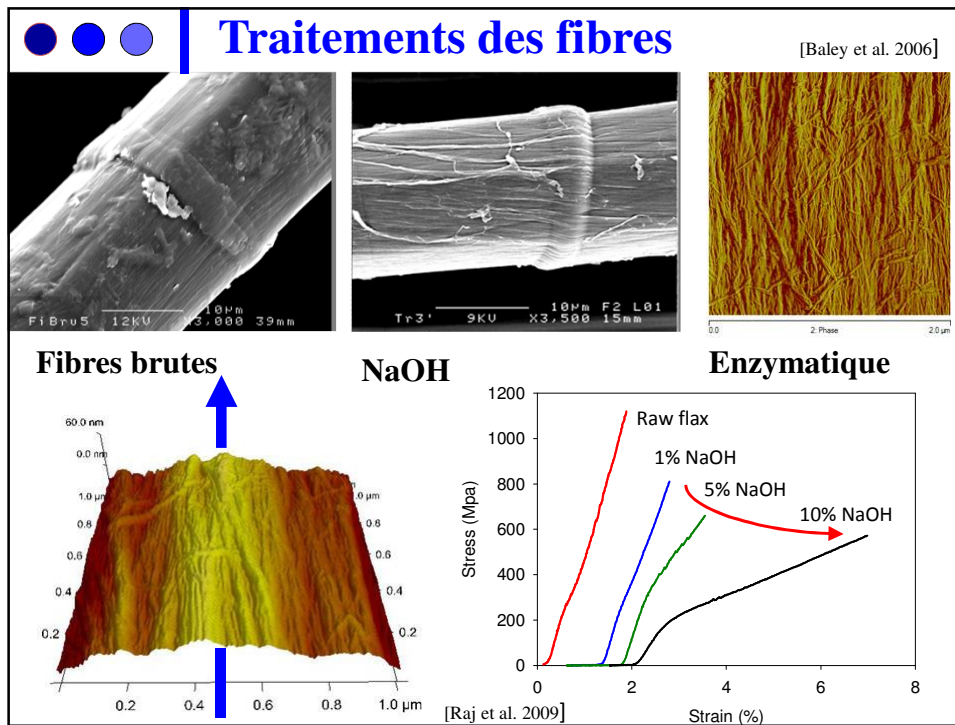 Traitements des fibres
[Baley et al. 2006]
10µm
FiBru5 12KV X3,000 39mm
10µm F2 L01
Tr3' 9KV X3,500 15mm
0.0 2: Phase 2.0 µm
Fibres brutes
NaOH
Enzymatique
60.0 nm
0.0 nm
1.0 µm
0.8
0.6
0.4
0.2
1.0 µm
0.8
0.6
0.4
0.2
0.2 0.4 0.6 0.8 1.0 µm
[Raj et al. 2009]
1200
1000
800
600
400
200
0
Stress (Mpa)
Raw flax
1% NaOH
5% NaOH
10% NaOH
0 2 4 6 8
Strain (%)